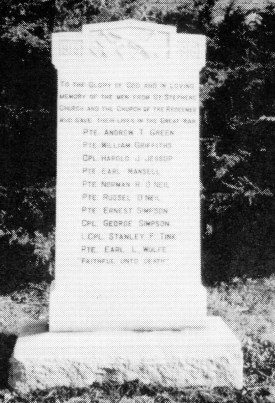 TO THE GLORY OF GOD AND IN LOVING
MEMORY OF THE MEN FROM ST STEPHENS
CHURCH AND THE CHURCH OF THE REDEEMER
WHO GAVE THEIR LIVES IN THE GREAT WAR
PTE ANDREW T GREEN
PTE WILLIAM GRIFFITHS
CPL HAROLD J JESSOP
PTE EARL MANSELL
PTE NORMAN R O'NEIL
PTE RUSSEL O'NEIL
PTE ERNEST SIMPSON
CPL GEORGE SIMPSON
L CPL STANLEY F TINK
PTE EARL L WOLFE
FAITHFUL UNTO DEATH